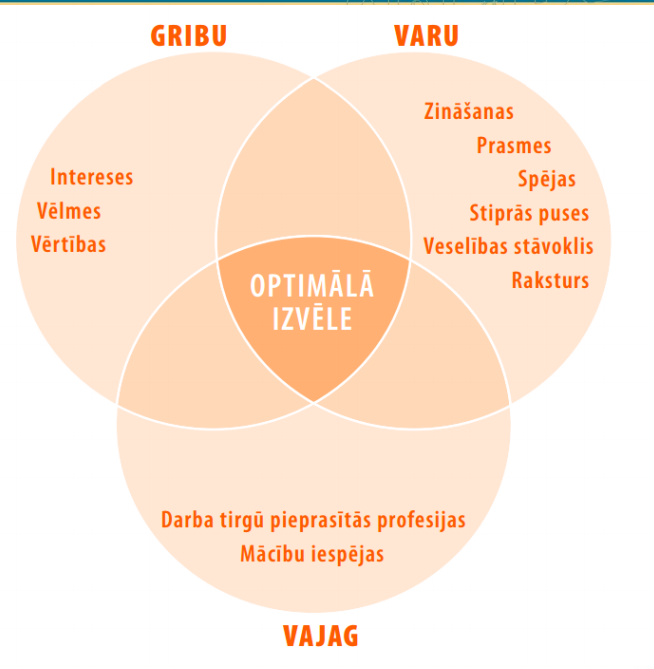 GRIBU
VARU
Intereses
Vēlmes
Vērtības
Zināšanas
Prasmes
Spējas
Stiprās puses
Veselības stāvoklis
Raksturs
OPTIMĀLĀ
IZVĒLE
Darba tirgū pieprasītās profesijas
Mācību iespējas
VAJAG